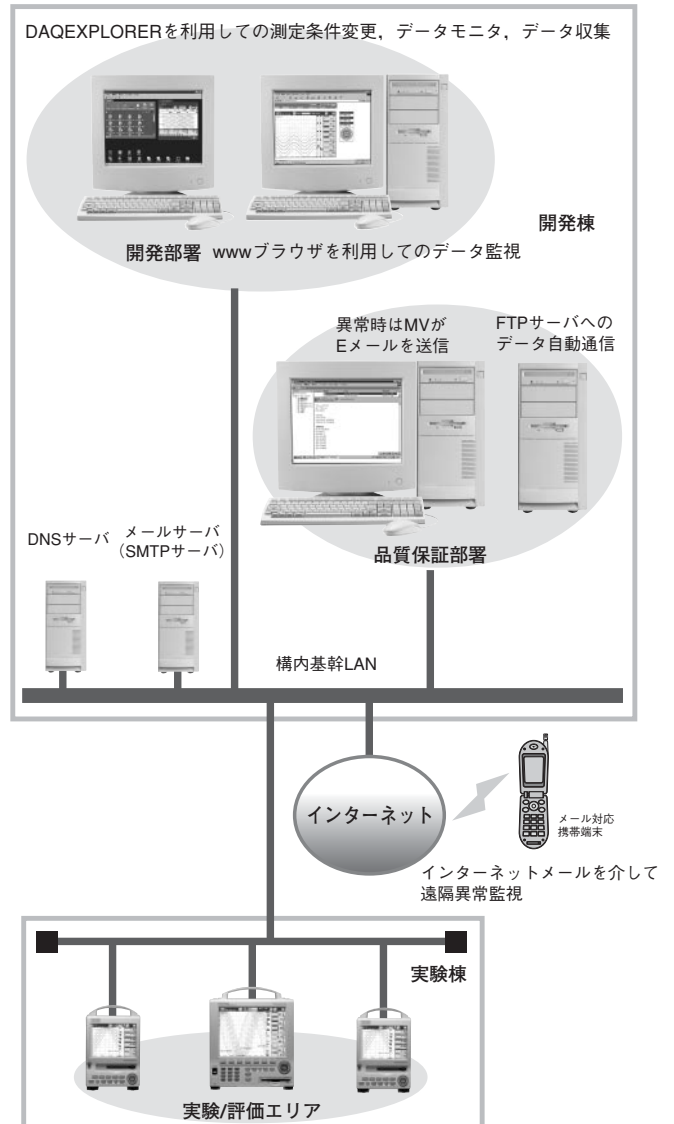 DAQEXPLORERを利用しての測定条件変更，データモニタ，データ収集
開発棟
開発部署 wwwブラウザを利用してのデータ監視
異常時はMVが
Eメールを送信
FTPサーバへの
データ自動通信
品質保証部署
DNSサーバ
メールサーバ
（SMTPサーバ）
構内基幹LAN
インターネット
メール対応
携帯端末
インターネットメールを介して
遠隔異常監視
実験棟
実験/評価エリア